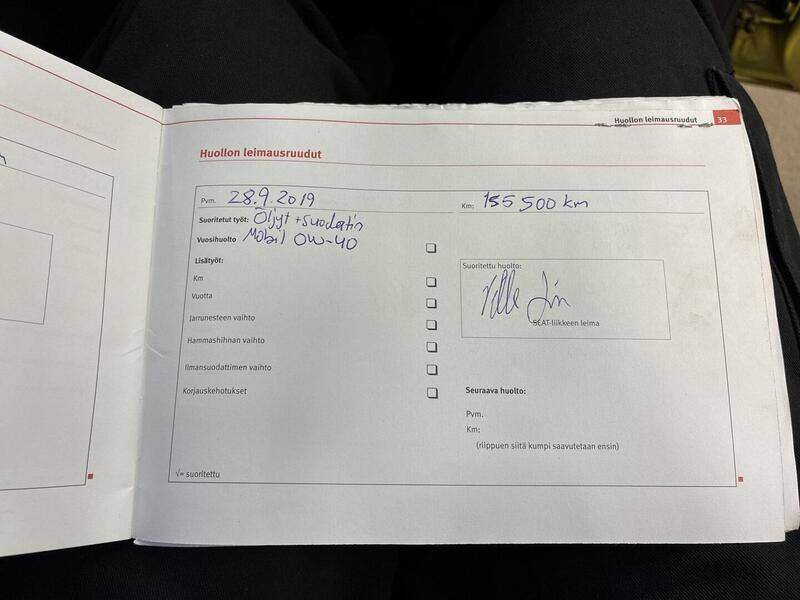 Huollon leimausruudut 33
Huollon leimausruudut
Pvm. 28.9.2019
Km: 155 500 km
Suoritetut työt: Öljyt + suodatin
Vuosihuolto Mobil 0W-40
Lisätyöt:
Suoritettu huolto:
Km
Vuotta
Jarrunesteen vaihto
SEAT-liikkeen leima
Hammashihnan vaihto
Ilmansuodattimen vaihto
Korjauskehotukset
Seuraava huolto:
Pvm.
Km:
(riippuen siitä kumpi saavutetaan ensin)
√= suoritettu